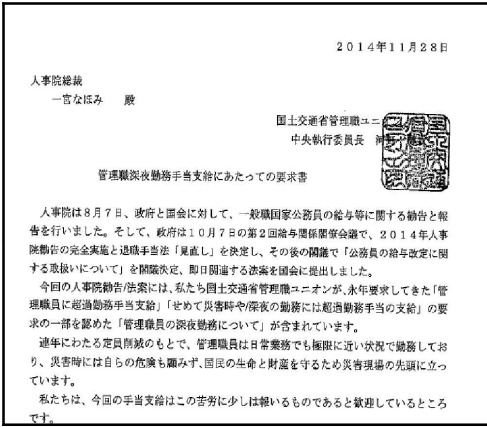 2014年11月28日
人事院総裁
一宮なほみ　殿
国土交通省管理職ユニ
中央執行委員長
管理職深夜勤務手当支給にあたっての要求書
人事院は8月7日、政府と国会に対して、一般職国家公務員の給与等に関する勧告と報
告を行いました。そして、政府は10月7日の第2回給与関係閣僚会議で、2014年人事
院勧告の完全実施と退職手当法「見直し」を決定し、その後の閣議で「公務員の給与改定に関
する取扱いについて」を閣議決定、即日関連する法案を国会に提出しました。
今回の人事院勧告/法案には、私たち国土交通省管理職ユニオンが、永年要求してきた「管
理職員に超過勤務手当支給」「せめて災害時や/深夜の勤務には超過勤務手当の支給」の要
求の一部を認めた「管理職員の深夜勤務について」が含まれています。
連年にわたる定員削減のもとで、管理職員は日常業務でも極限に近い状況で勤務してお
り、災害時には自らの危険も顧みず、国民の生命と財産を守るため災害現場の先頭に立っ
ています。
私たちは、今回の手当支給はこの苦労に少しは報いるものであると歓迎しているところ
です。